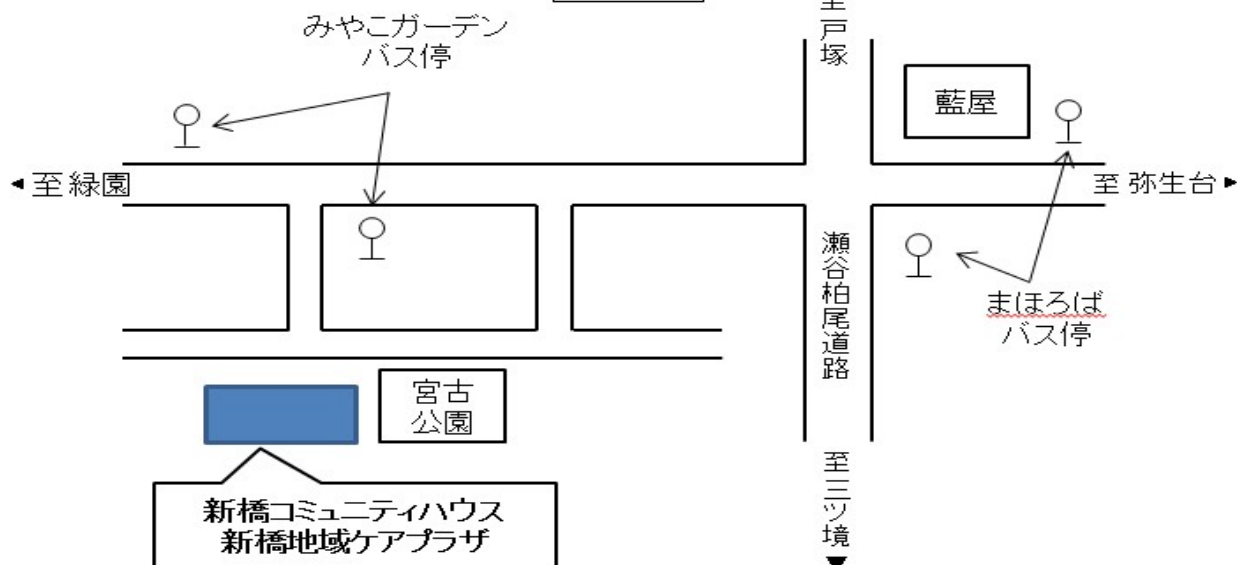 至戸塚
みやこガーデン
バス停
藍屋
◂至 緑園
至 弥生台▸
瀬谷柏尾道路
まほろば
バス停
宮古
公園
新橋コミュニティハウス
新橋地域ケアプラザ
至三ツ境